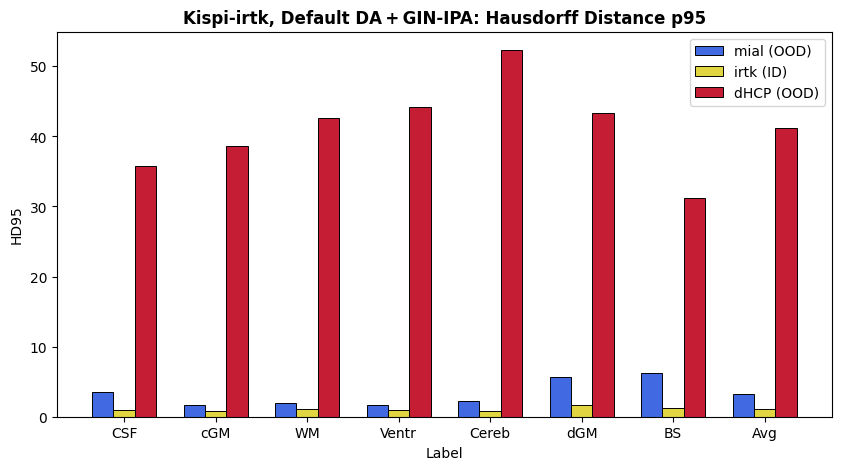 Kispi-irtk, Default DA + GIN-IPA: Hausdorff Distance p95
mial (OOD)
irtk (ID)
dHCP (OOD)
HD95
50
40
30
20
10
0
CSF cGM WM Ventr Cereb dGM BS Avg
Label